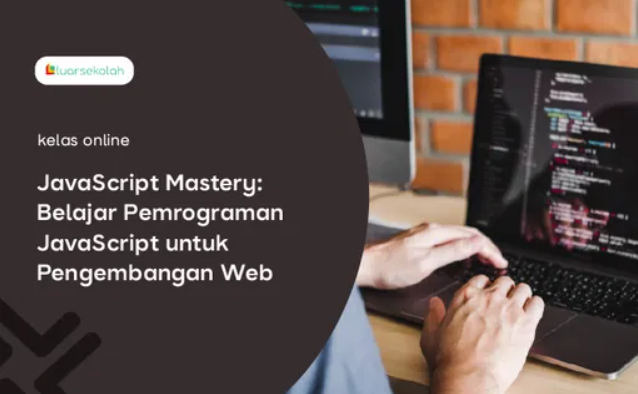 luarsekolah
kelas online
JavaScript Mastery:
Belajar Pemrograman
JavaScript untuk
Pengembangan Web